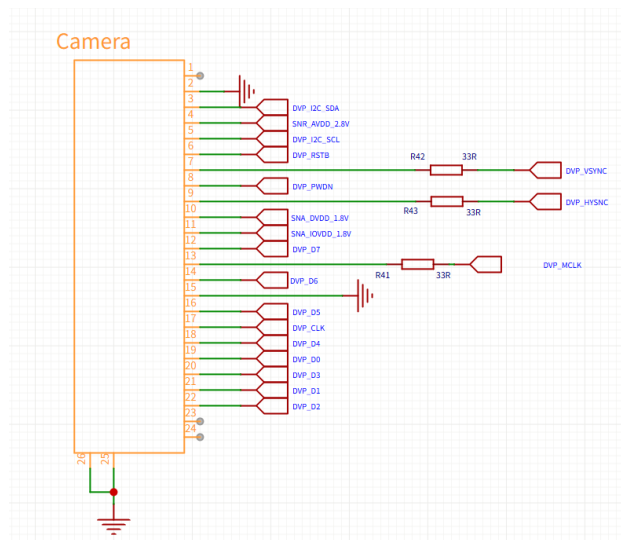 Camera
1
2
3
DVP_I2C_SDA
4
SNR_AVDD_2.8V
5
DVP_I2C_SCL
6
DVP_RSTB
7
R42 33R
DVP_VSYNC
8
DVP_PWDN
9
R43 33R
DVP_HYSNC
10
SNA_DVDD_1.8V
11
SNA_IOVDD_1.8V
12
DVP_D7
13
R41 33R
DVP_MCLK
14
DVP_D6
15
16
DVP_D5
17
DVP_CLK
18
DVP_D4
19
DVP_D0
20
DVP_D3
21
DVP_D1
22
DVP_D2
23
24
26 25